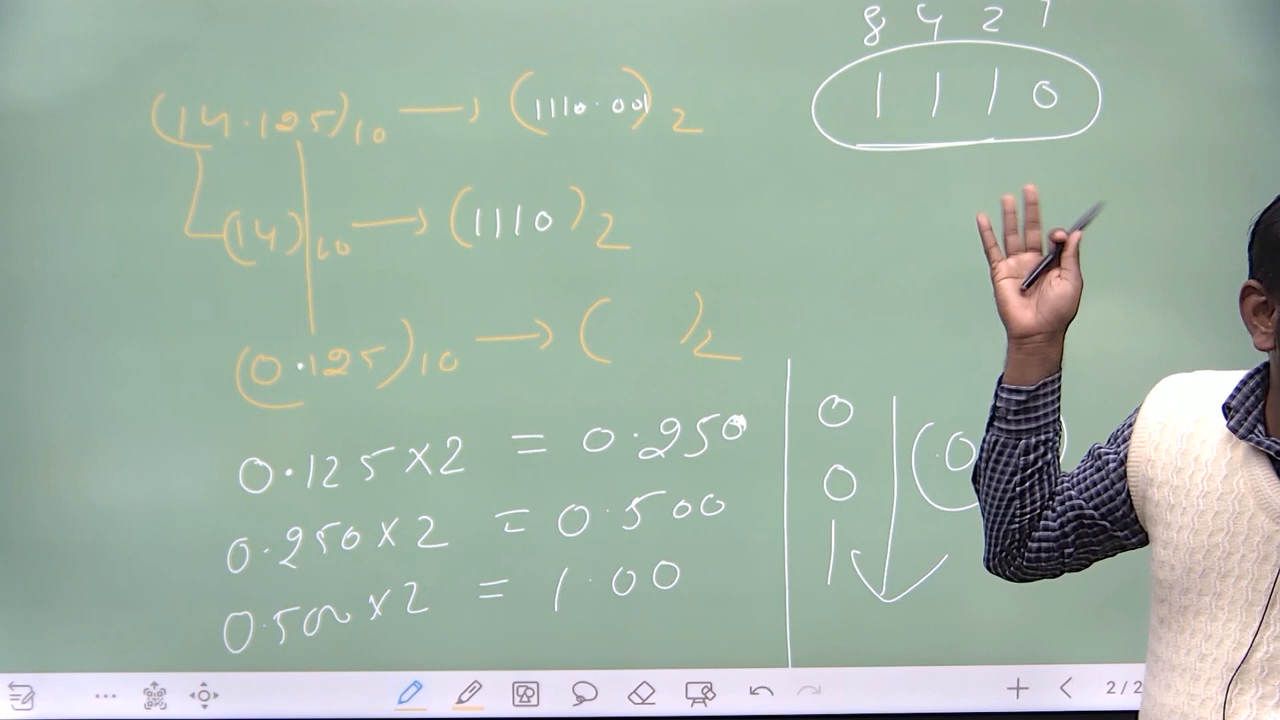 8 4 2 1
1 1 1 0
(14.125)10 → (1110.001)2
(14)10 → (1110)2
(0.125)10 → ( )2
0.125×2 = 0.250
0.250×2 = 0.500
0.500×2 = 1.00
0
0
1
(.0
2/2